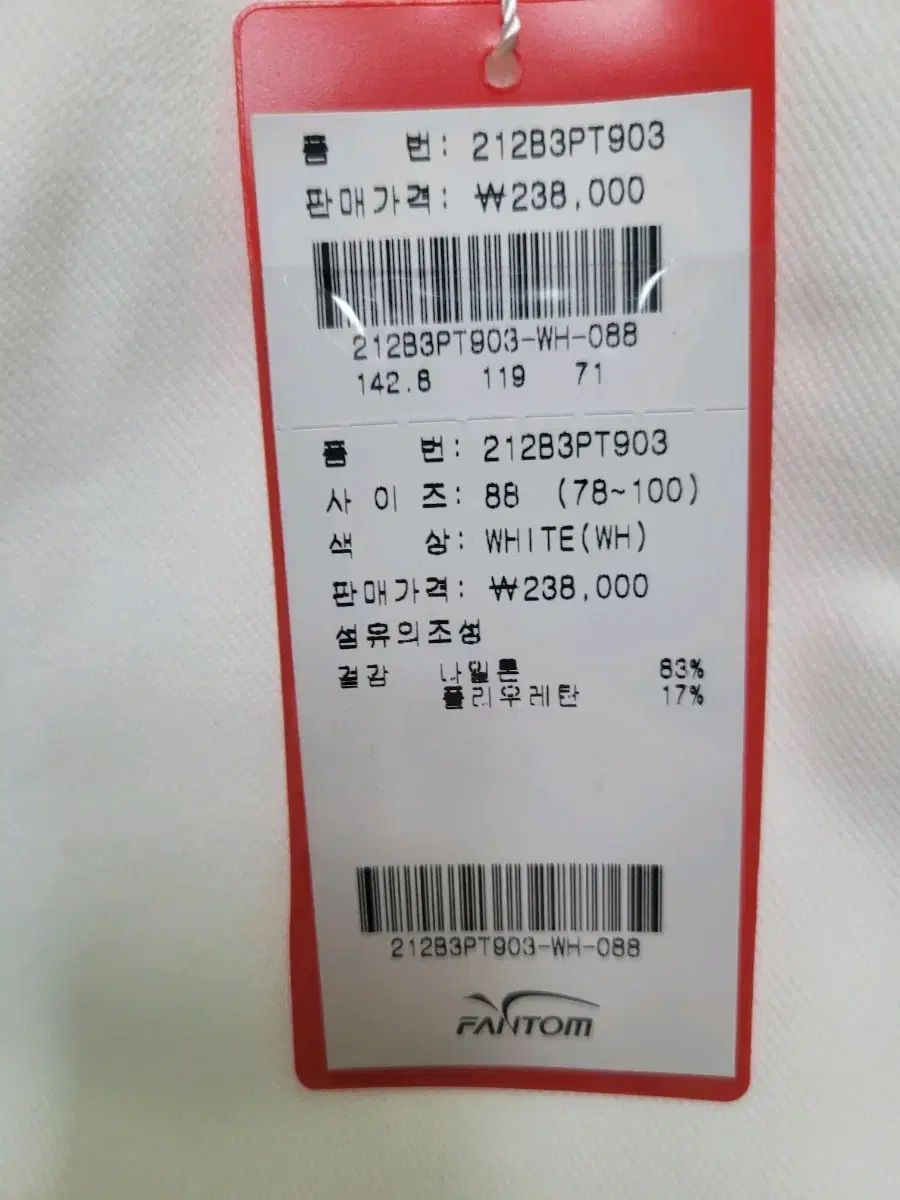 품 번: 212B3PT903
판매가격: ₩238,000
212B3PT903-WH-088
142.8 119 71
품 번: 212B3PT903
사이즈: 88 (78~100)
색 상: WHITE(WH)
판매가격: ₩238,000
섬유의조성
겉감 나일론 83%
폴리우레탄 17%
212B3PT903-WH-088
FANTOM